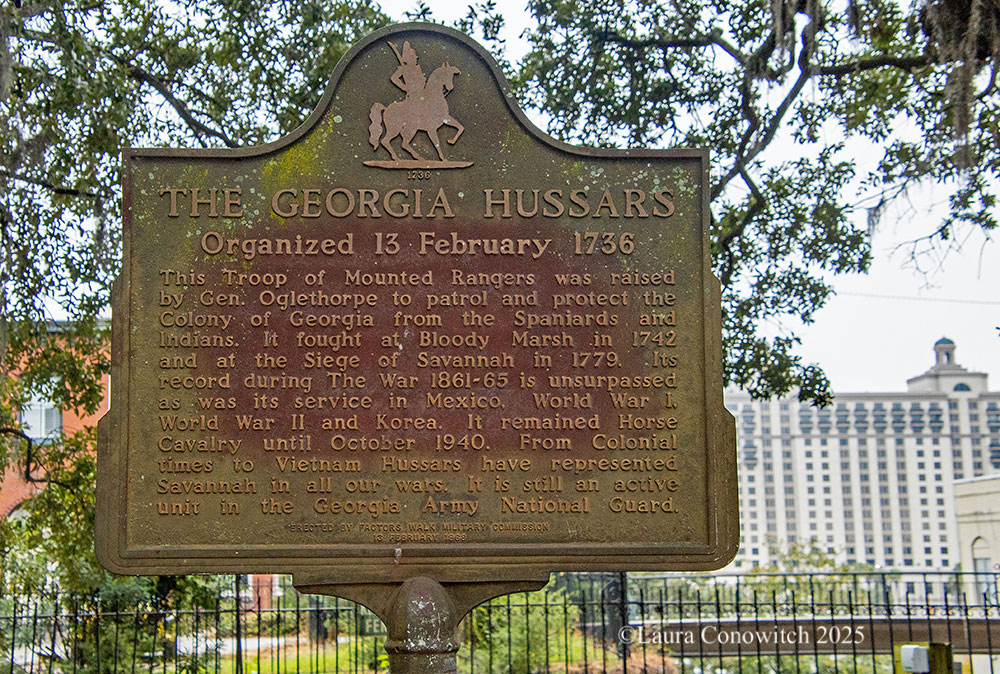 1736
THE GEORGIA HUSSARS
Organized 13 February 1736
This Troop of Mounted Rangers was raised
by Gen. Oglethorpe to patrol and protect the
Colony of Georgia from the Spaniards and
Indians. It fought at Bloody Marsh in 1742
and at the Siege of Savannah in 1779. Its
record during The War 1861-65 is unsurpassed
as was its service in Mexico, World War I,
World War II and Korea. It remained Horse
Cavalry until October 1940. From Colonial
times to Vietnam Hussars have represented
Savannah in all our wars. It is still an active
unit in the Georgia Army National Guard.
ERECTED BY FACTORS WALK MILITARY COMMISSION
13 FEBRUARY 1969
©Laura Conowitch 2025